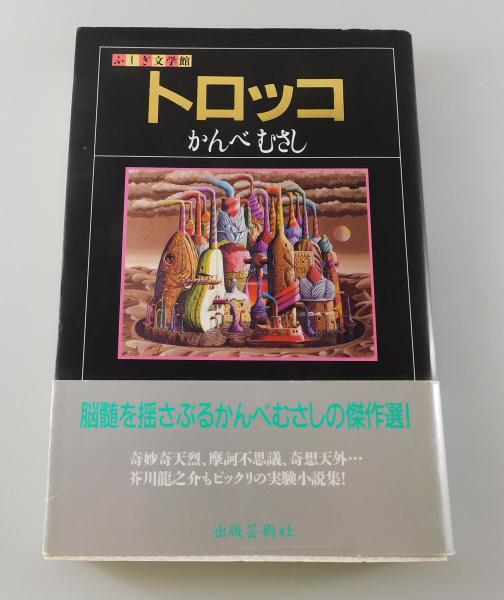 ふしぎ文学館
トロッコ
かんべむさし
脳髄を揺さぶるかんべむさしの傑作選!
奇妙奇天烈、摩訶不思議、奇想天外…
芥川龍之介もビックリの実験小説集!
出版芸術社